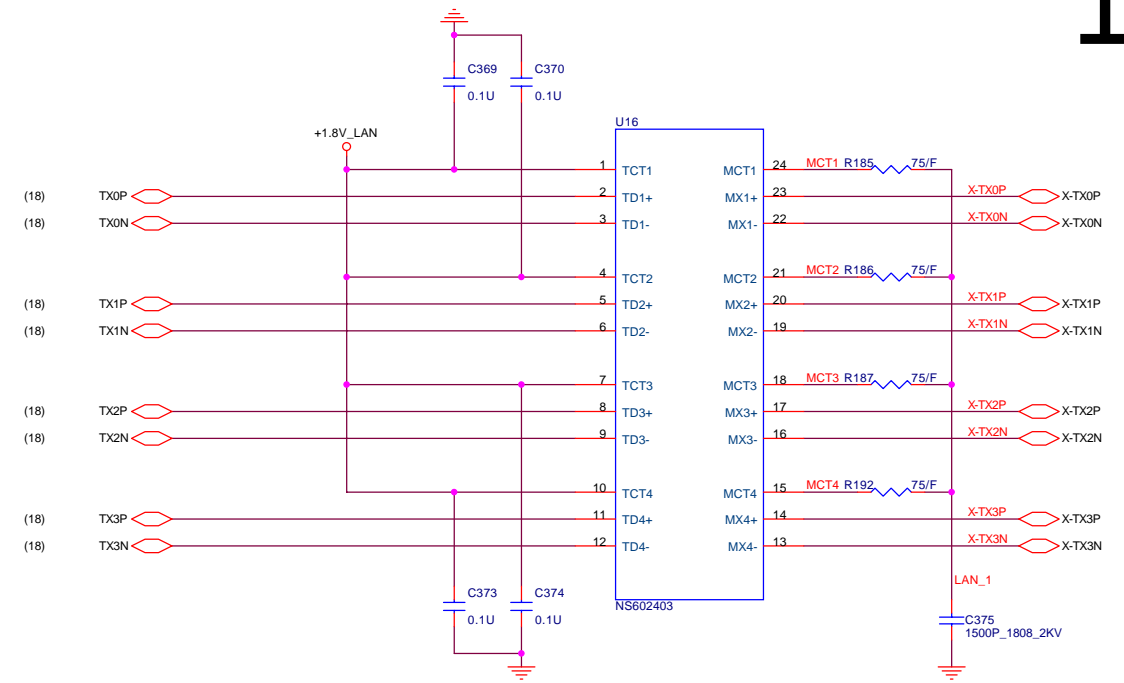 1
C369
C370
0.1U
0.1U
U16
+1.8V_LAN
1 TCT1 MCT1 24 MCT1 R185 75/F
(18) TX0P 2 TD1+ MX1+ 23 X-TX0P X-TX0P
(18) TX0N 3 TD1- MX1- 22 X-TX0N X-TX0N
4 TCT2 MCT2 21 MCT2 R186 75/F
(18) TX1P 5 TD2+ MX2+ 20 X-TX1P X-TX1P
(18) TX1N 6 TD2- MX2- 19 X-TX1N X-TX1N
7 TCT3 MCT3 18 MCT3 R187 75/F
(18) TX2P 8 TD3+ MX3+ 17 X-TX2P X-TX2P
(18) TX2N 9 TD3- MX3- 16 X-TX2N X-TX2N
10 TCT4 MCT4 15 MCT4 R192 75/F
(18) TX3P 11 TD4+ MX4+ 14 X-TX3P X-TX3P
(18) TX3N 12 TD4- MX4- 13 X-TX3N X-TX3N
LAN_1
C373
C374
0.1U
0.1U
NS602403
C375
1500P_1808_2KV